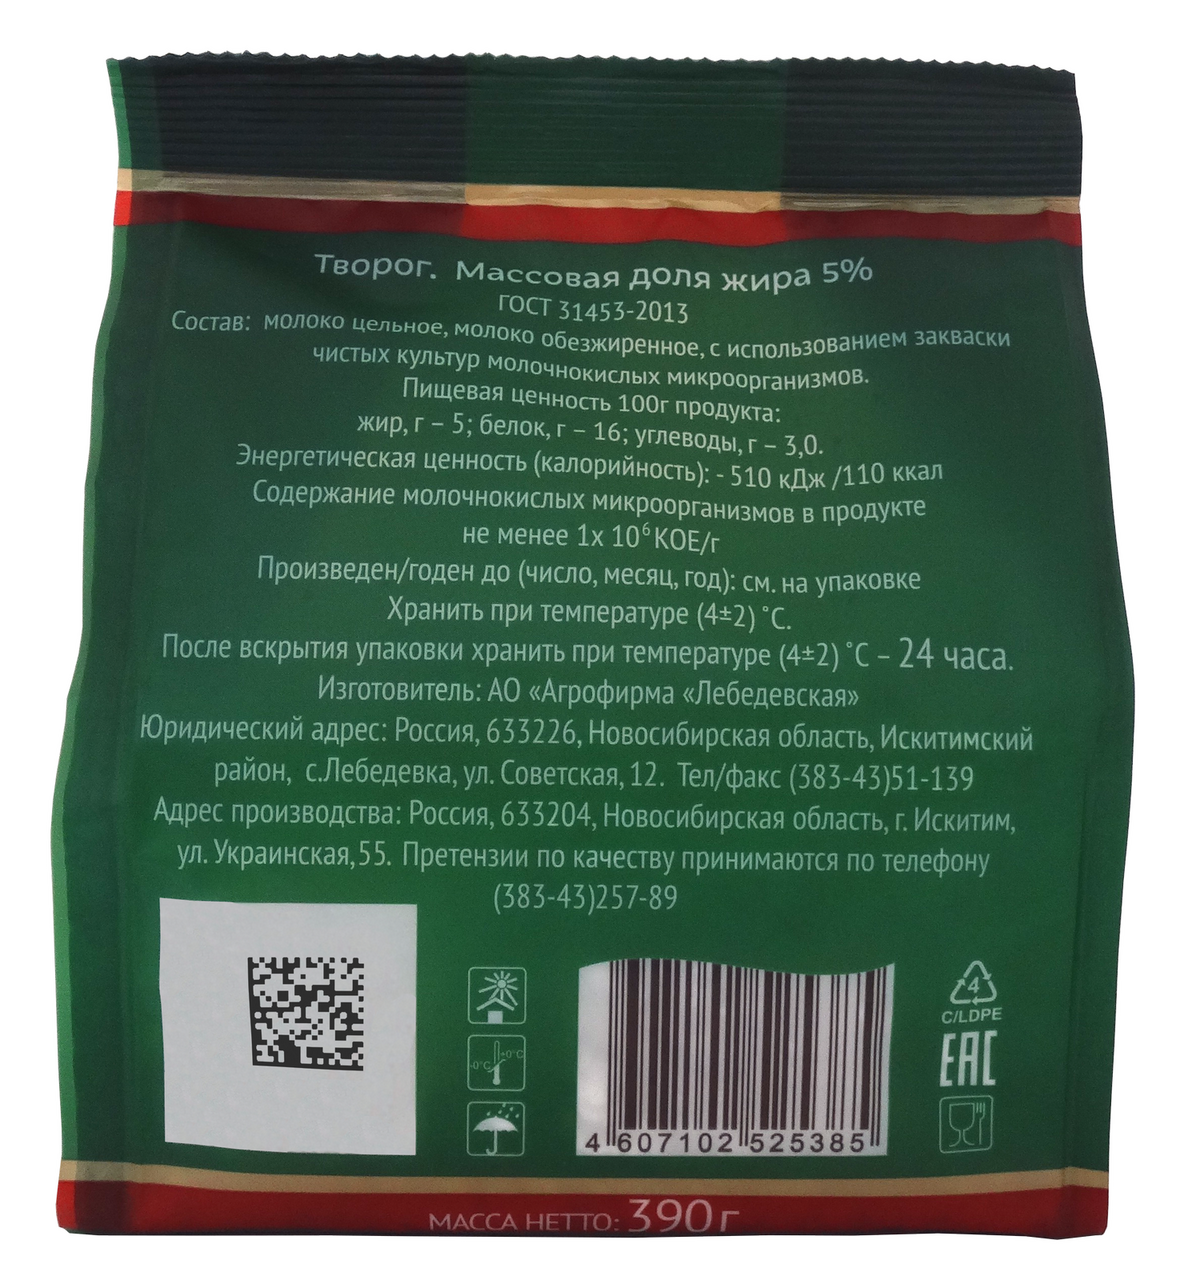 Творог. Массовая доля жира 5%
ГОСТ 31453-2013
Состав: молоко цельное, молоко обезжиренное, с использованием закваски
чистых культур молочнокислых микроорганизмов.
Пищевая ценность 100г продукта:
жир, г – 5; белок, г – 16; углеводы, г – 3,0.
Энергетическая ценность (калорийность): - 510 кДж /110 ккал
Содержание молочнокислых микроорганизмов в продукте
не менее 1х 10⁶ КОЕ/г
Произведен/годен до (число, месяц, год): см. на упаковке
Хранить при температуре (4±2) °С.
После вскрытия упаковки хранить при температуре (4±2) °С – 24 часа.
Изготовитель: АО «Агрофирма «Лебедевская»
Юридический адрес: Россия, 633226, Новосибирская область, Искитимский
район, с.Лебедевка, ул. Советская, 12. Тел/факс (383-43)51-139
Адрес производства: Россия, 633204, Новосибирская область, г. Искитим,
ул. Украинская,55. Претензии по качеству принимаются по телефону
(383-43)257-89
4
C/LDPE
EAC
+0°C
-0°C
4 607102 525385
МАССА НЕТТО: 390 г